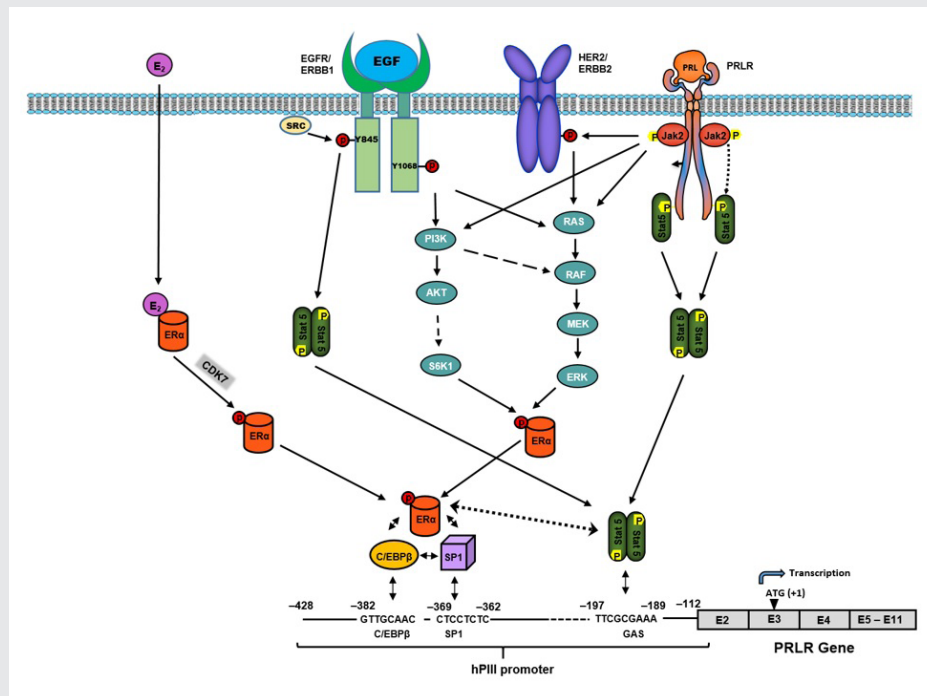 E2
EGFR/
ERBB1
EGF
HER2/
ERBB2
PRL
PRLR
SRC
P
Y845
Y1068
P
P
P
Jak2
Jak2
P
P
Stat5
P
Stat 5
PI3K
RAS
AKT
RAF
MEK
S6K1
ERK
E2
ERα
CDK7
P
ERα
P
Stat 5
Stat 5
P
P
Stat 5
Stat 5
P
P
ERα
P
ERα
C/EBPβ
SP1
P
Stat 5
Stat 5
P
–428
-382
–369
–362
–197
-189
–112
GTTGCAAC
CTCCTCTC
TTCGCGAAA
C/EBPβ
SP1
GAS
Transcription
ATG (+1)
E2
E3
E4
E5 – E11
PRLR Gene
hPIII promoter